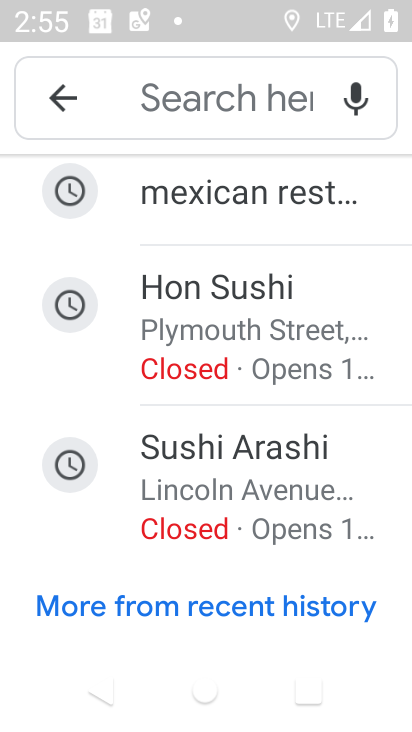 2:55 31 G LTE
Search her
mexican rest...
Hon Sushi
Plymouth Street,...
Closed · Opens 1...
Sushi Arashi
Lincoln Avenue...
Closed · Opens 1...
More from recent history